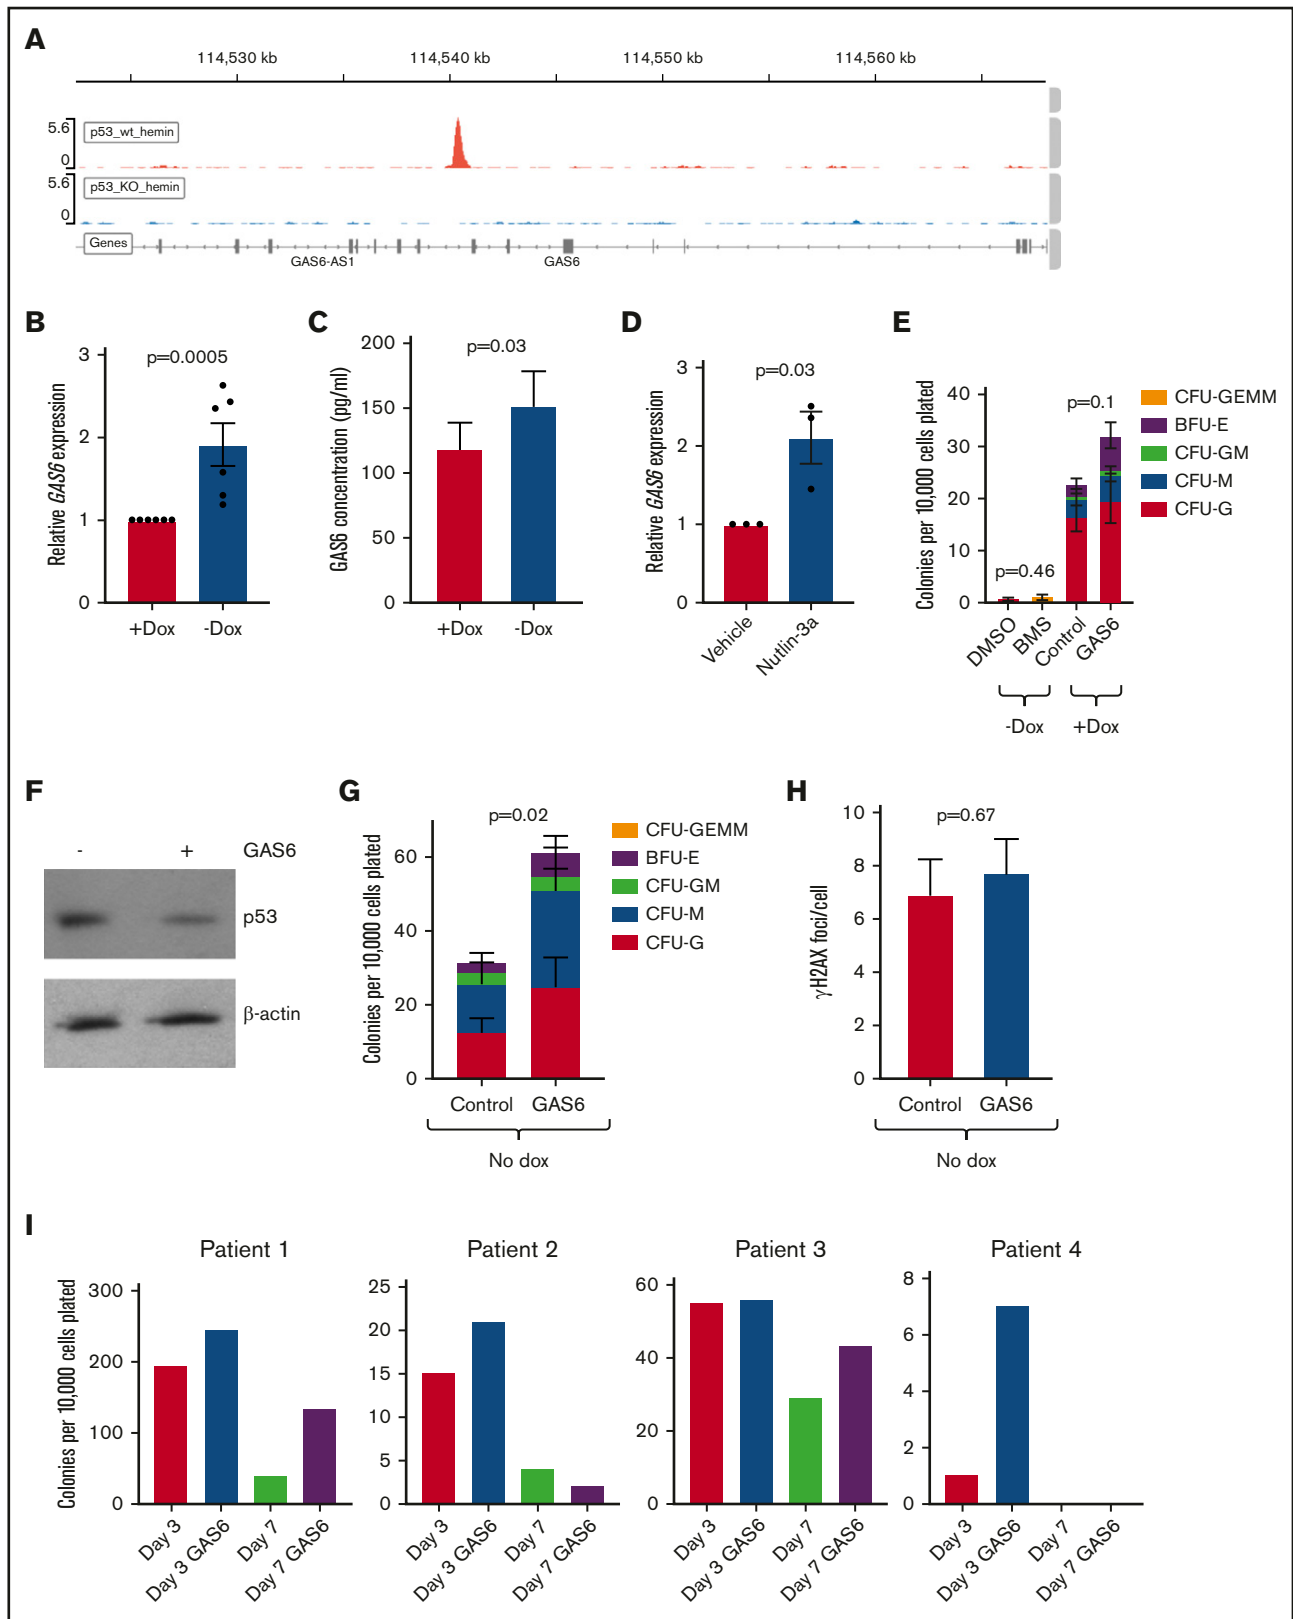 A
114,530 kb 114,540 kb 114,550 kb 114,560 kb
5.6
p53_wt_hemin
0
5.6
p53_KO_hemin
0
Genes
GAS6-AS1 GAS6
B
Relative GAS6 expression
3
2
1
0
p=0.0005
+Dox -Dox
C
GAS6 concentration (pg/ml)
200
150
100
50
0
p=0.03
+Dox -Dox
D
Relative GAS6 expression
3
2
1
0
p=0.03
Vehicle Nutlin-3a
E
Colonies per 10,000 cells plated
40
30
20
10
0
p=0.46
p=0.1
DMSO BMS Control GAS6
-Dox +Dox
CFU-GEMM
BFU-E
CFU-GM
CFU-M
CFU-G
F
- + GAS6
p53
β-actin
G
Colonies per 10,000 cells plated
60
40
20
0
p=0.02
Control GAS6
No dox
CFU-GEMM
BFU-E
CFU-GM
CFU-M
CFU-G
H
γH2AX foci/cell
10
8
6
4
2
0
p=0.67
Control GAS6
No dox
I
Colonies per 10,000 cells plated
Patient 1
300
200
100
0
Day 3 Day 3 GAS6 Day 7 Day 7 GAS6
Patient 2
25
20
15
10
5
0
Day 3 Day 3 GAS6 Day 7 Day 7 GAS6
Patient 3
60
40
20
0
Day 3 Day 3 GAS6 Day 7 Day 7 GAS6
Patient 4
8
6
4
2
0
Day 3 Day 3 GAS6 Day 7 Day 7 GAS6